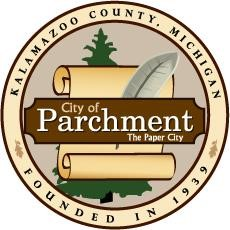 KALAMAZOO COUNTY, MICHIGAN
City of
Parchment
The Paper City
FOUNDED IN 1939